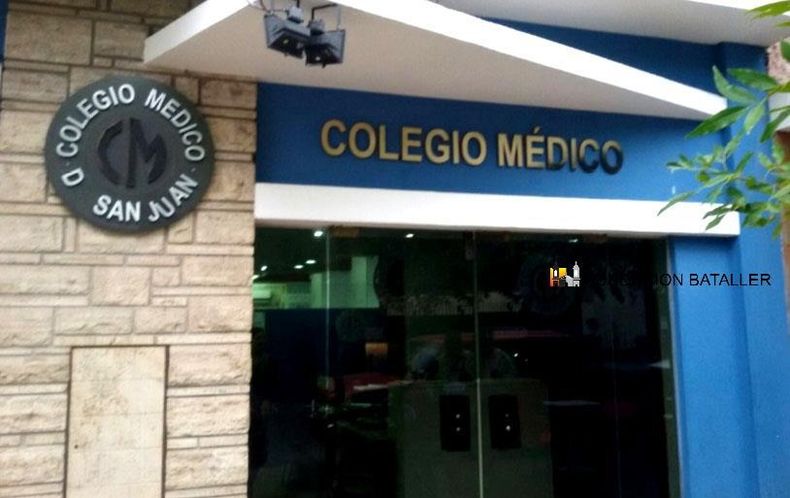 COLEGIO MEDICO
CM
D SAN JUAN
COLEGIO MÉDICO
BATALLER